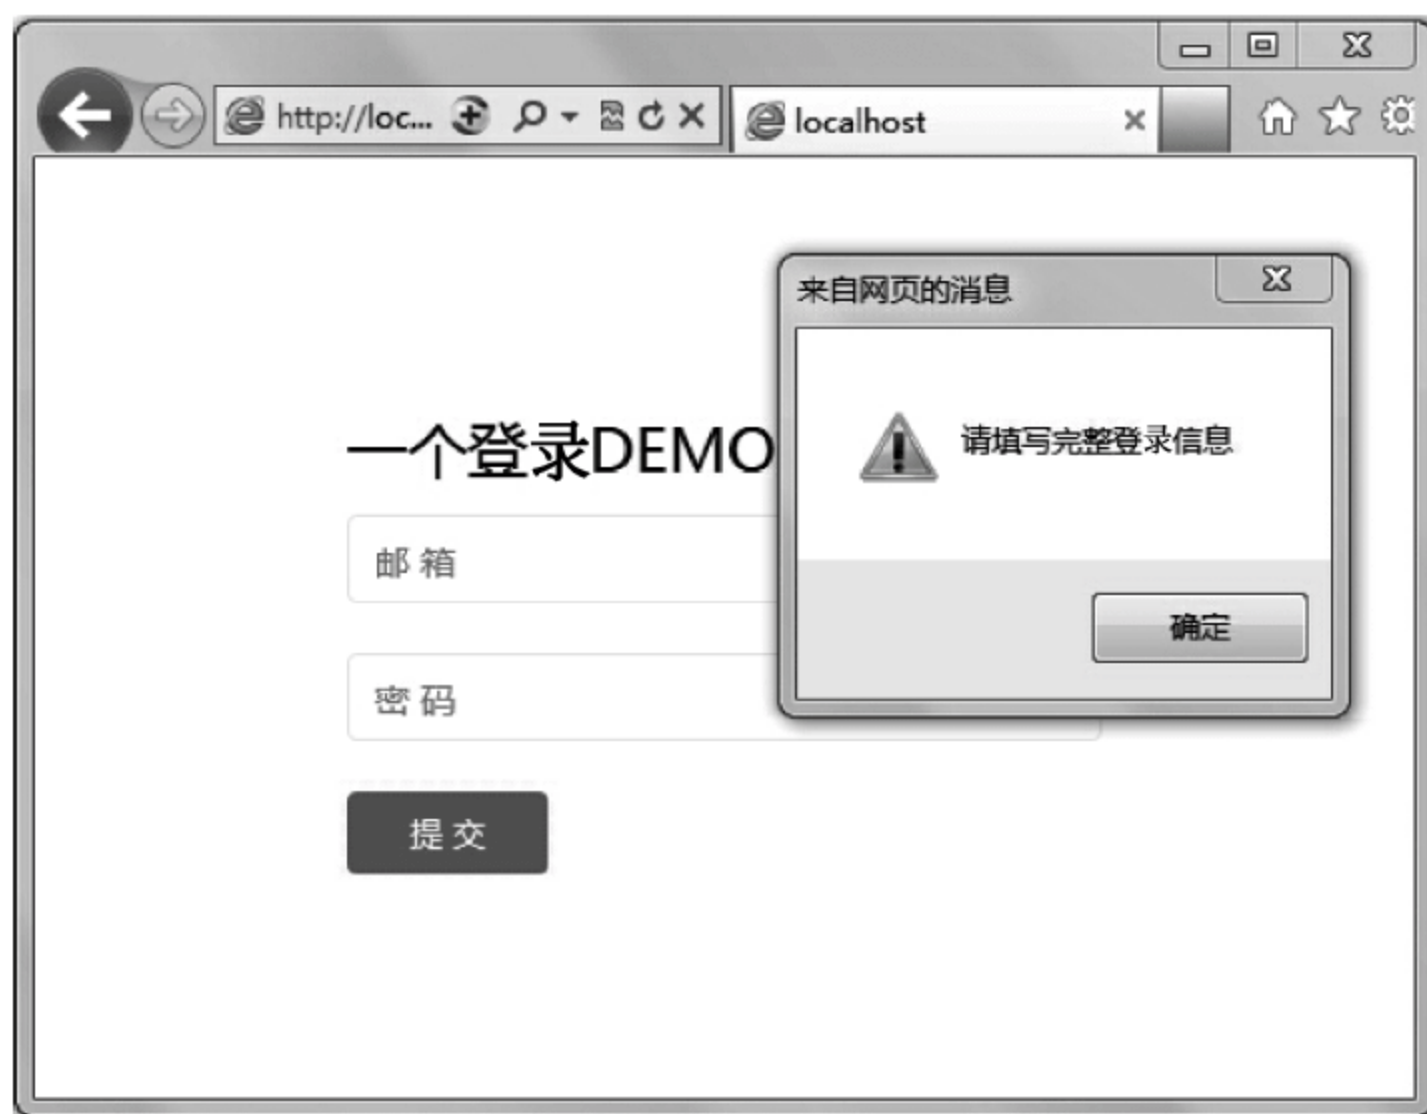 http://loc...
localhost
来自网页的消息
请填写完整登录信息
确定
一个登录DEMO
邮 箱
密 码
提 交